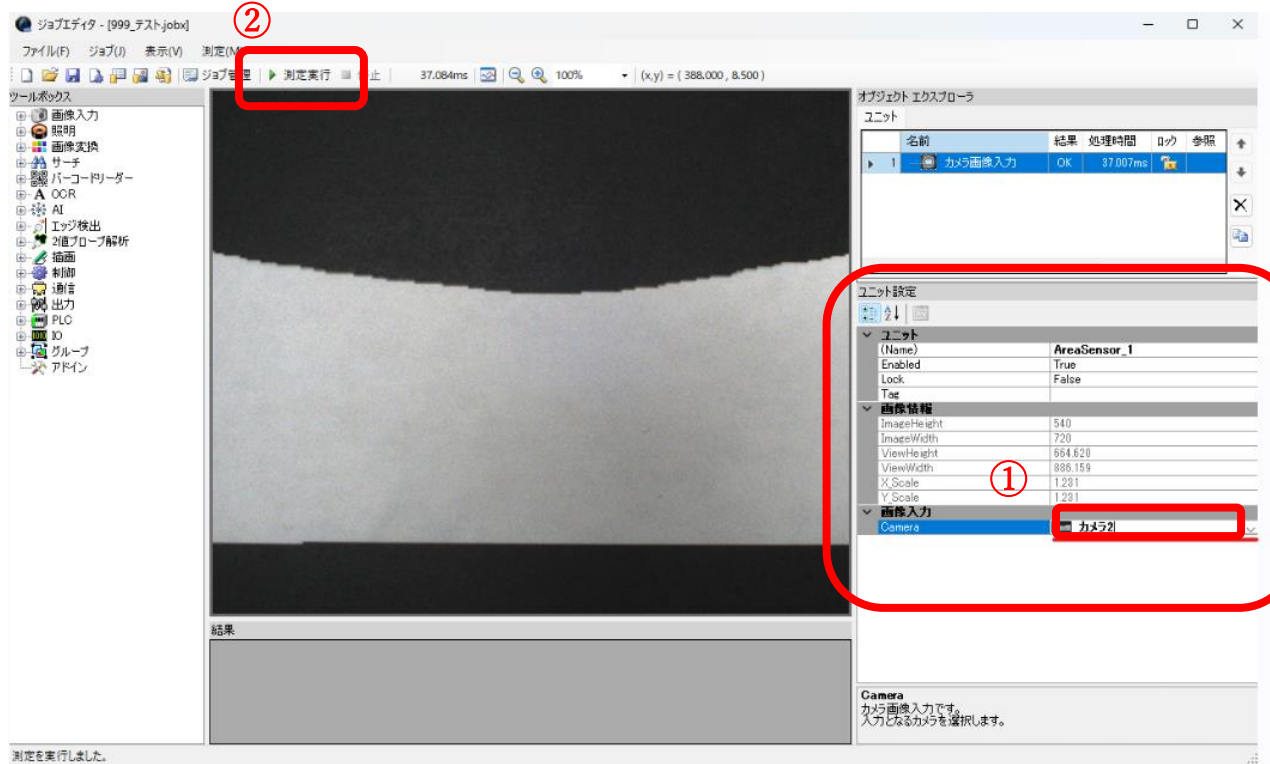 ジョブエディタ - [999_テスト.jobx]
②
ファイル(F) ジョブ(J) 表示(V) 測定(M
ジョブ管理 測定実行 止 37.084ms 100% (x,y) = ( 388.000 , 8.500 )
ツールボックス
画像入力
照明
画像変換
サーチ
バーコードリーダー
OCR
AI
エッジ検出
2値ブローブ解析
描画
制御
通信
出力
PLC
IO
グループ
アドイン
オブジェクト エクスプローラ
ユニット
名前 結果 処理時間 ロック 参照
1 カメラ画像入力 OK 37.007ms
ユニット設定
ユニット
(Name) AreaSensor_1
Enabled True
Lock False
Tag
画像情報
ImageHeight 540
ImageWidth 720
ViewHeight 664.620
ViewWidth 886.159
X_Scale 1.231
Y_Scale 1.231
①
画像入力
Camera カメラ2
結果
Camera
カメラ画像入力です。
入力となるカメラを選択します。
測定を実行しました。